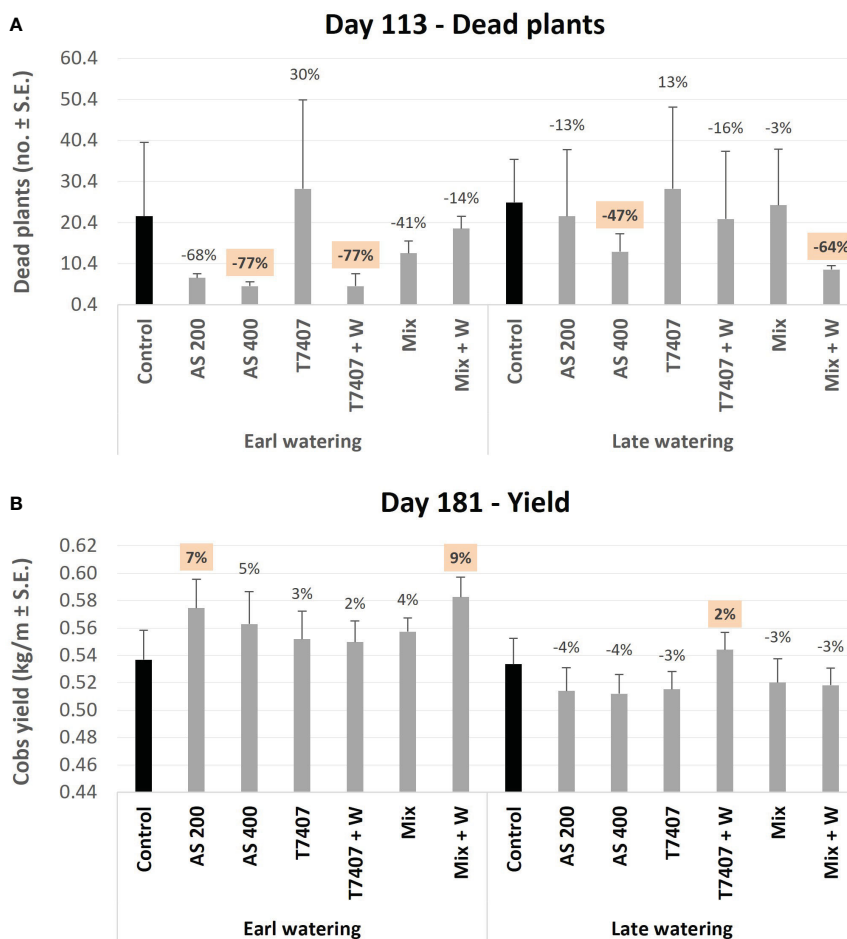 A
Day 113 - Dead plants
Dead plants (no. ± S.E.)
60.4
50.4
40.4
30.4
20.4
10.4
0.4
-68%
-77%
30%
-77%
-41%
-14%
-13%
-47%
13%
-16%
-3%
-64%
Control
AS 200
AS 400
T7407
T7407 + W
Mix
Mix + W
Control
AS 200
AS 400
T7407
T7407 + W
Mix
Mix + W
Earl watering
Late watering
B
Day 181 - Yield
Cobs yield (kg/m ± S.E.)
0.62
0.60
0.58
0.56
0.54
0.52
0.50
0.48
0.46
0.44
7%
5%
3%
2%
4%
9%
-4%
-4%
-3%
2%
-3%
-3%
Control
AS 200
AS 400
T7407
T7407 + W
Mix
Mix + W
Control
AS 200
AS 400
T7407
T7407 + W
Mix
Mix + W
Earl watering
Late watering